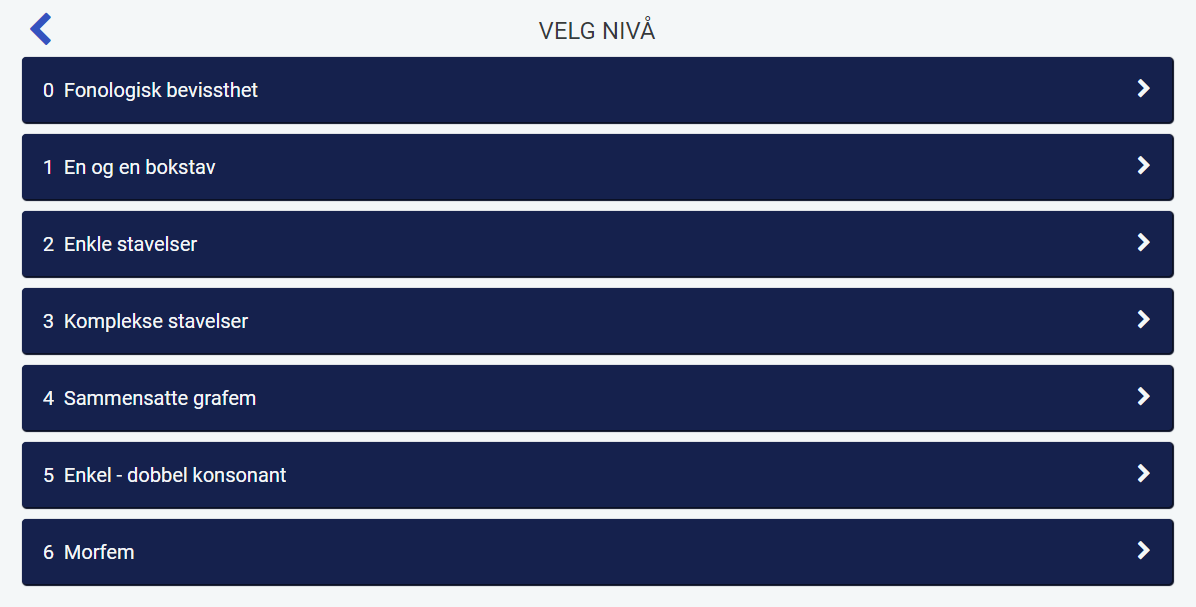 VELG NIVÅ
0 Fonologisk bevissthet
1 En og en bokstav
2 Enkle stavelser
3 Komplekse stavelser
4 Sammensatte grafem
5 Enkel - dobbel konsonant
6 Morfem